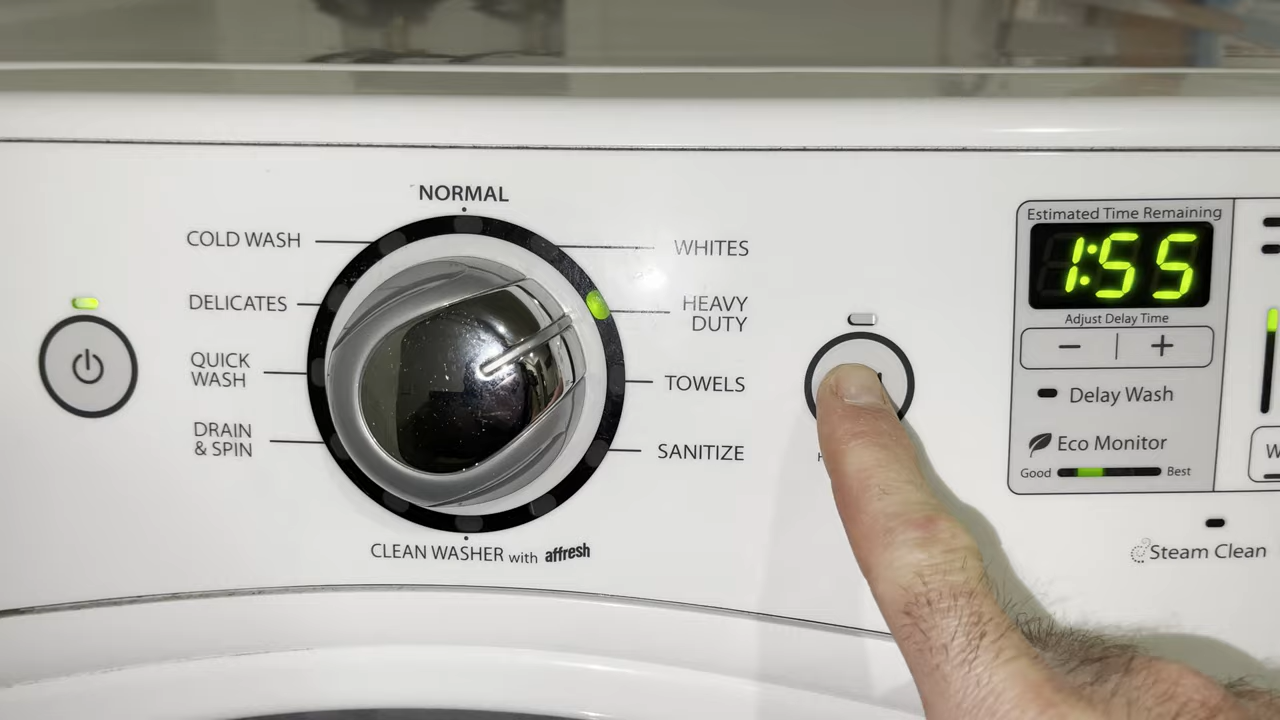 NORMAL
COLD WASH
WHITES
DELICATES
HEAVY
DUTY
QUICK
WASH
TOWELS
DRAIN
& SPIN
SANITIZE
CLEAN WASHER with affresh
Estimated Time Remaining
1:55
Adjust Delay Time
− +
Delay Wash
Eco Monitor
Good Best
Steam Clean